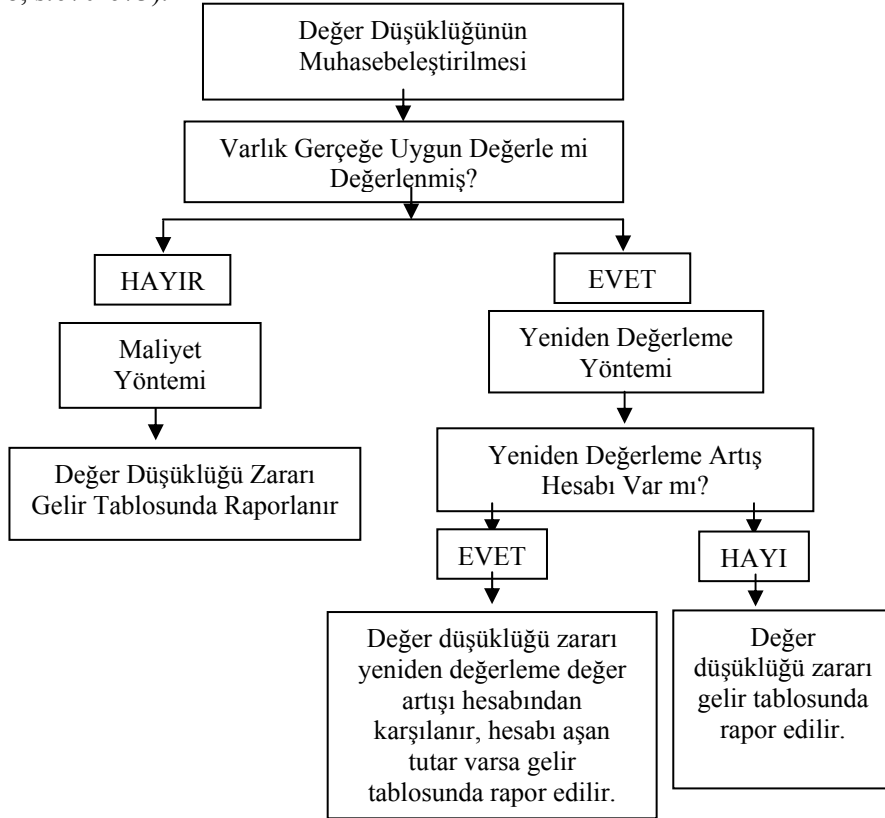 Değer Düşüklüğünün
Muhasebeleştirilmesi
Varlık Gerçeğe Uygun Değerle mi
Değerlenmiş?
HAYIR
EVET
Maliyet
Yöntemi
Yeniden Değerleme
Yöntemi
Değer Düşüklüğü Zararı
Gelir Tablosunda Raporlanır
Yeniden Değerleme Artış
Hesabı Var mı?
EVET
HAYI
Değer düşüklüğü zararı
yeniden değerleme değer
artışı hesabından
karşılanır, hesabı aşan
tutar varsa gelir
tablosunda rapor edilir.
Değer
düşüklüğü zararı
gelir tablosunda
rapor edilir.